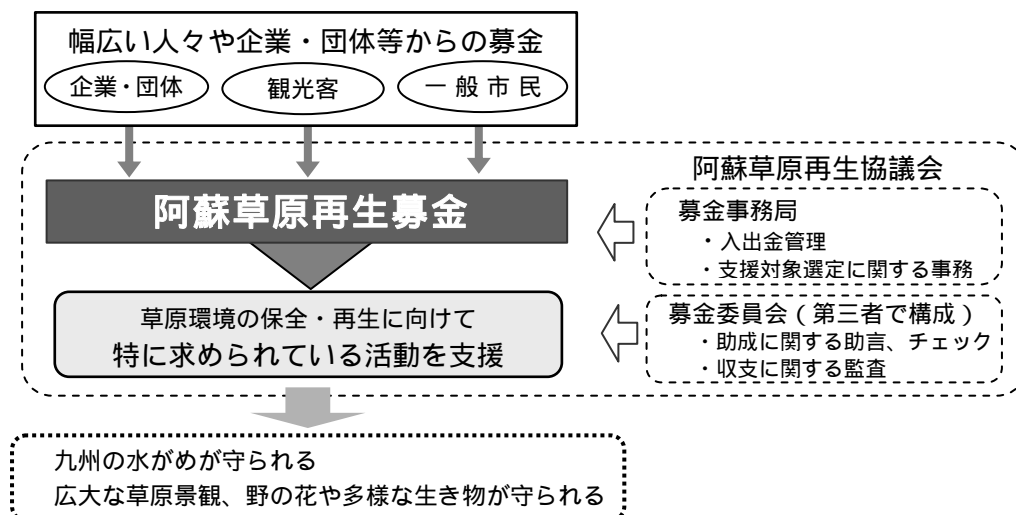 幅広い人々や企業・団体等からの募金
企業・団体
観光客
一般市民
阿蘇草原再生協議会
阿蘇草原再生募金
募金事務局
・入出金管理
・支援対象選定に関する事務
草原環境の保全・再生に向けて
特に求められている活動を支援
募金委員会(第三者で構成)
・助成に関する助言、チェック
・収支に関する監査
九州の水がめが守られる
広大な草原景観、野の花や多様な生き物が守られる